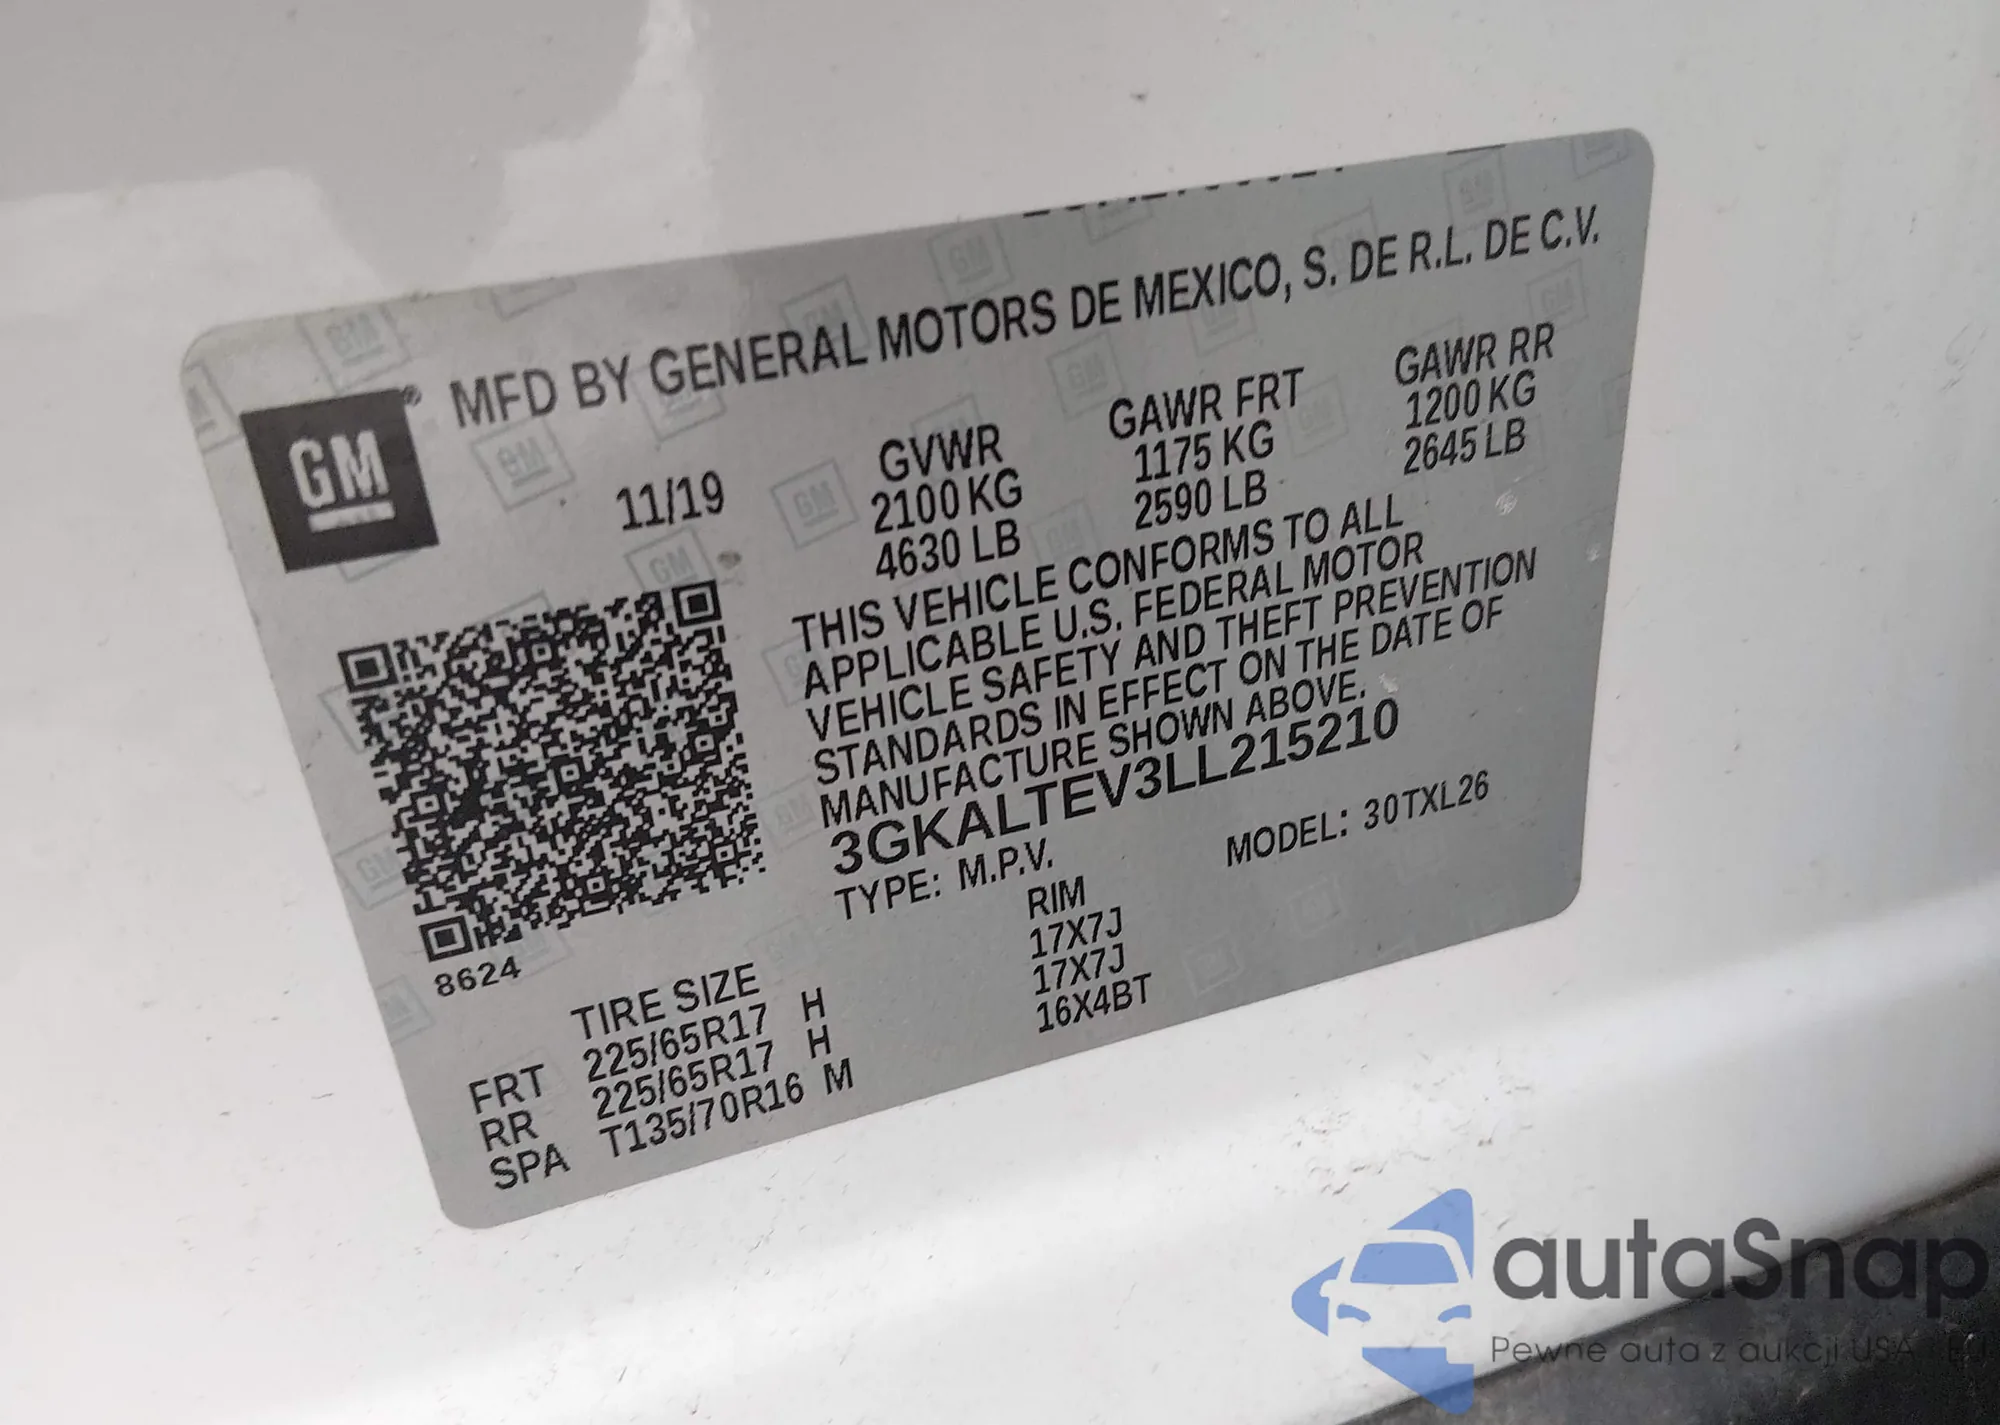 MFD BY GENERAL MOTORS DE MEXICO, S. DE R.L. DE C.V.
GM ®
11/19 GVWR GAWR FRT GAWR RR
2100 KG 1175 KG 1200 KG
4630 LB 2590 LB 2645 LB
THIS VEHICLE CONFORMS TO ALL
APPLICABLE U.S. FEDERAL MOTOR
VEHICLE SAFETY AND THEFT PREVENTION
STANDARDS IN EFFECT ON THE DATE OF
MANUFACTURE SHOWN ABOVE.
3GKALTEV3LL215210
TYPE: M.P.V. MODEL: 30TXL26
8624
TIRE SIZE RIM
FRT 225/65R17 H 17X7J
RR 225/65R17 H 17X7J
SPA T135/70R16 M 16X4BT
autaSnap
Pewne auta z aukcji USA i EU